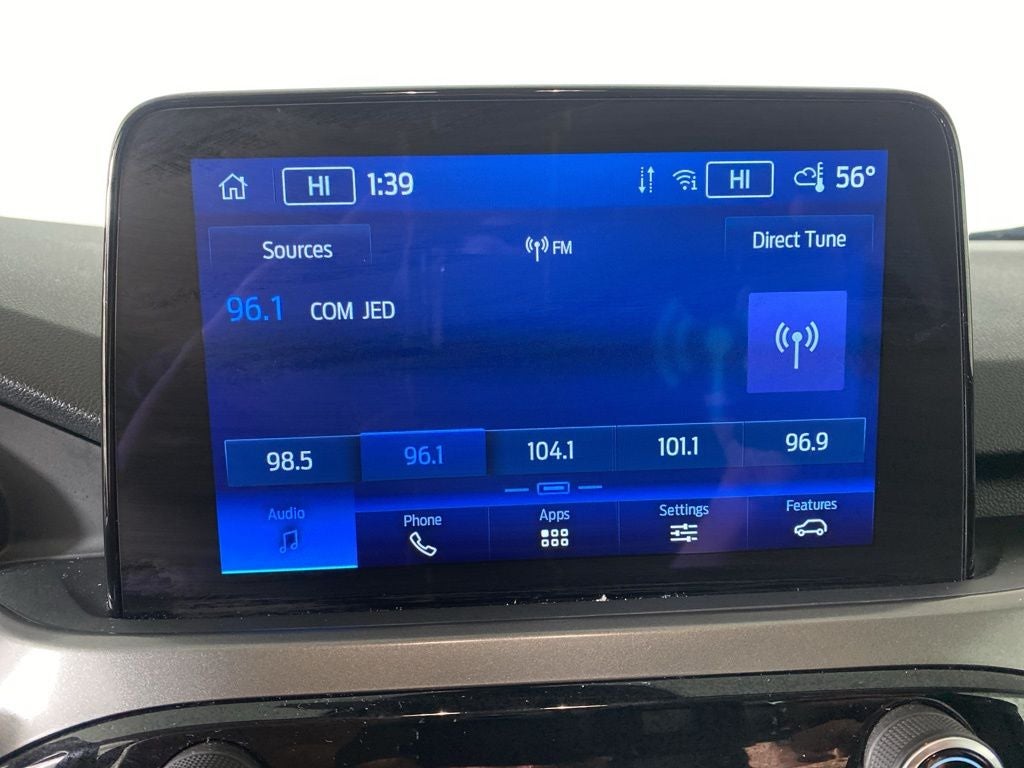 HI 1:39 HI 56°
Sources FM Direct Tune
96.1 COM JED
98.5 96.1 104.1 101.1 96.9
Audio Phone Apps Settings Features